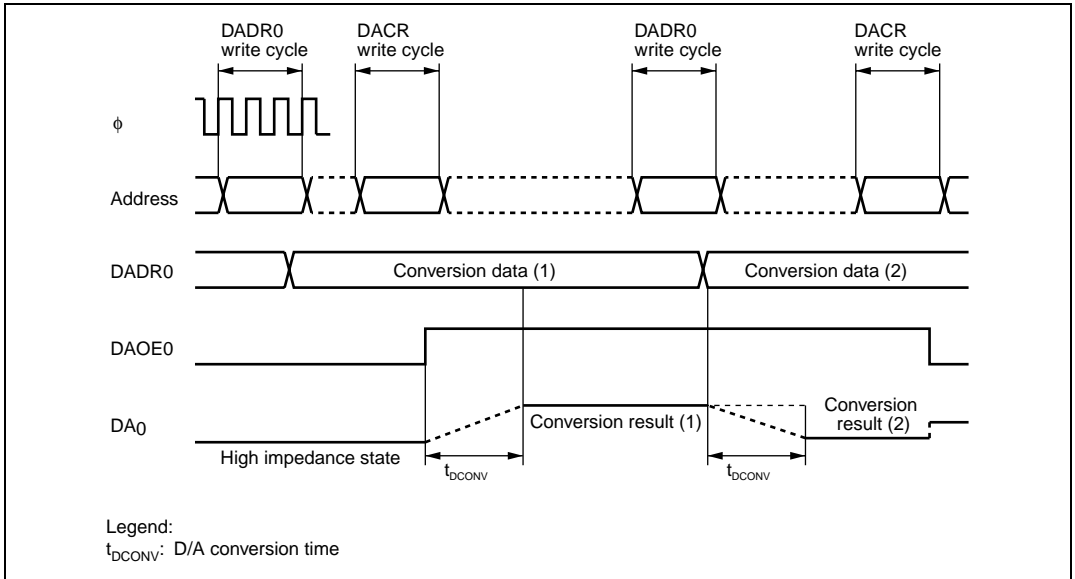 DADR0
write cycle
DACR
write cycle
DADR0
write cycle
DACR
write cycle
ϕ
Address
DADR0
Conversion data (1)
Conversion data (2)
DAOE0
DA0
Conversion result (1)
Conversion
result (2)
High impedance state
tDCONV
tDCONV
Legend:
tDCONV: D/A conversion time